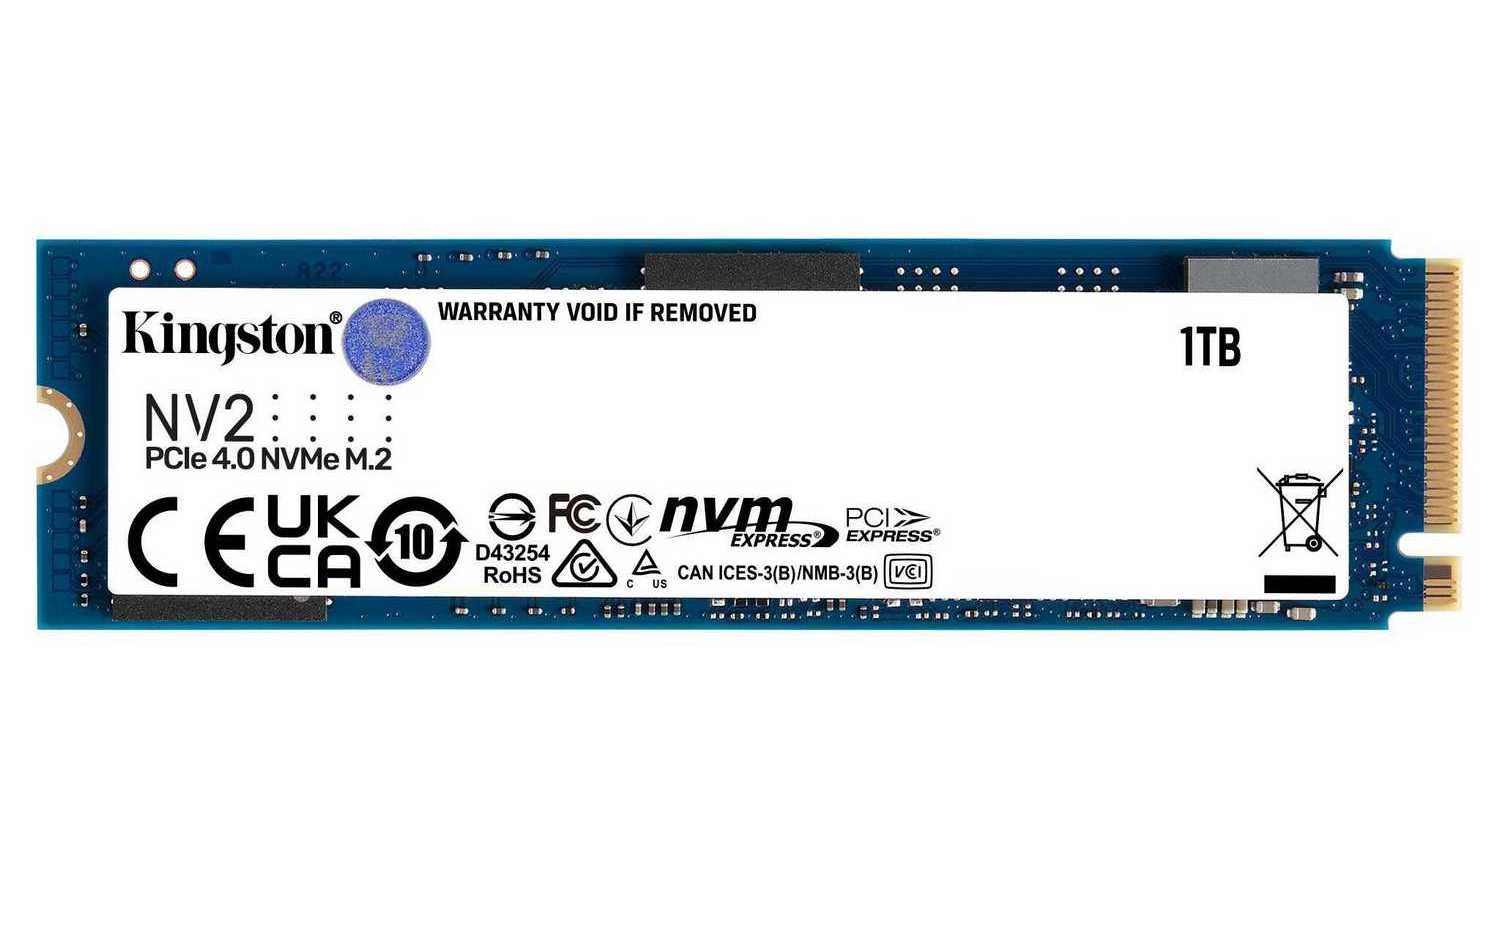 822
Kingston®
WARRANTY VOID IF REMOVED
1TB
NV2
PCIe 4.0 NVMe M.2
CE
UK
CA
10
D43254
RoHS
FC
nvm
EXPRESS®
PCI
EXPRESS®
C US
CAN ICES-3(B)/NMB-3(B)
VCI